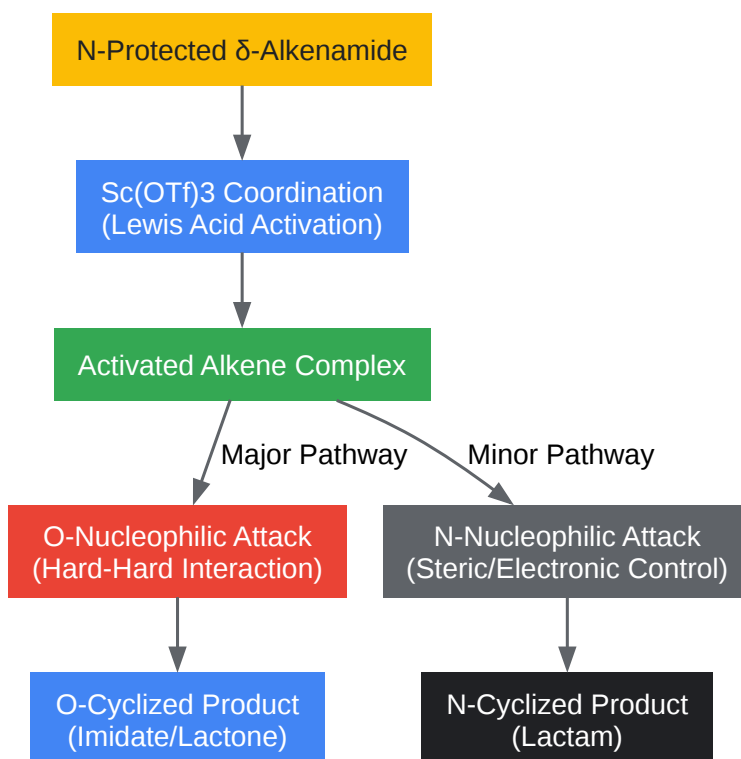 N-Protected δ-Alkenamide
Sc(OTf)3 Coordination
(Lewis Acid Activation)
Activated Alkene Complex
Major Pathway
Minor Pathway
O-Nucleophilic Attack
(Hard-Hard Interaction)
N-Nucleophilic Attack
(Steric/Electronic Control)
O-Cyclized Product
(Imidate/Lactone)
N-Cyclized Product
(Lactam)